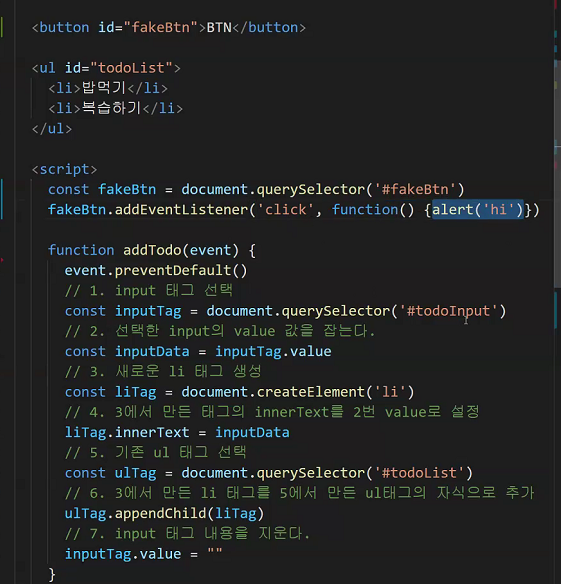 <button id="fakeBtn">BTN</button>
<ul id="todoList">
<li>밥먹기</li>
<li>복습하기</li>
</ul>
<script>
const fakeBtn = document.querySelector('#fakeBtn')
fakeBtn.addEventListener('click', function() {alert('hi')})
function addTodo(event) {
event.preventDefault()
// 1. input 태그 선택
const inputTag = document.querySelector('#todoInput')
// 2. 선택한 input의 value 값을 잡는다.
const inputData = inputTag.value
// 3. 새로운 li 태그 생성
const liTag = document.createElement('li')
// 4. 3에서 만든 태그의 innerText를 2번 value로 설정
liTag.innerText = inputData
// 5. 기존 ul 태그 선택
const ulTag = document.querySelector('#todoList')
// 6. 3에서 만든 li 태그를 5에서 만든 ul태그의 자식으로 추가
ulTag.appendChild(liTag)
// 7. input 태그 내용을 지운다.
inputTag.value = ""
}